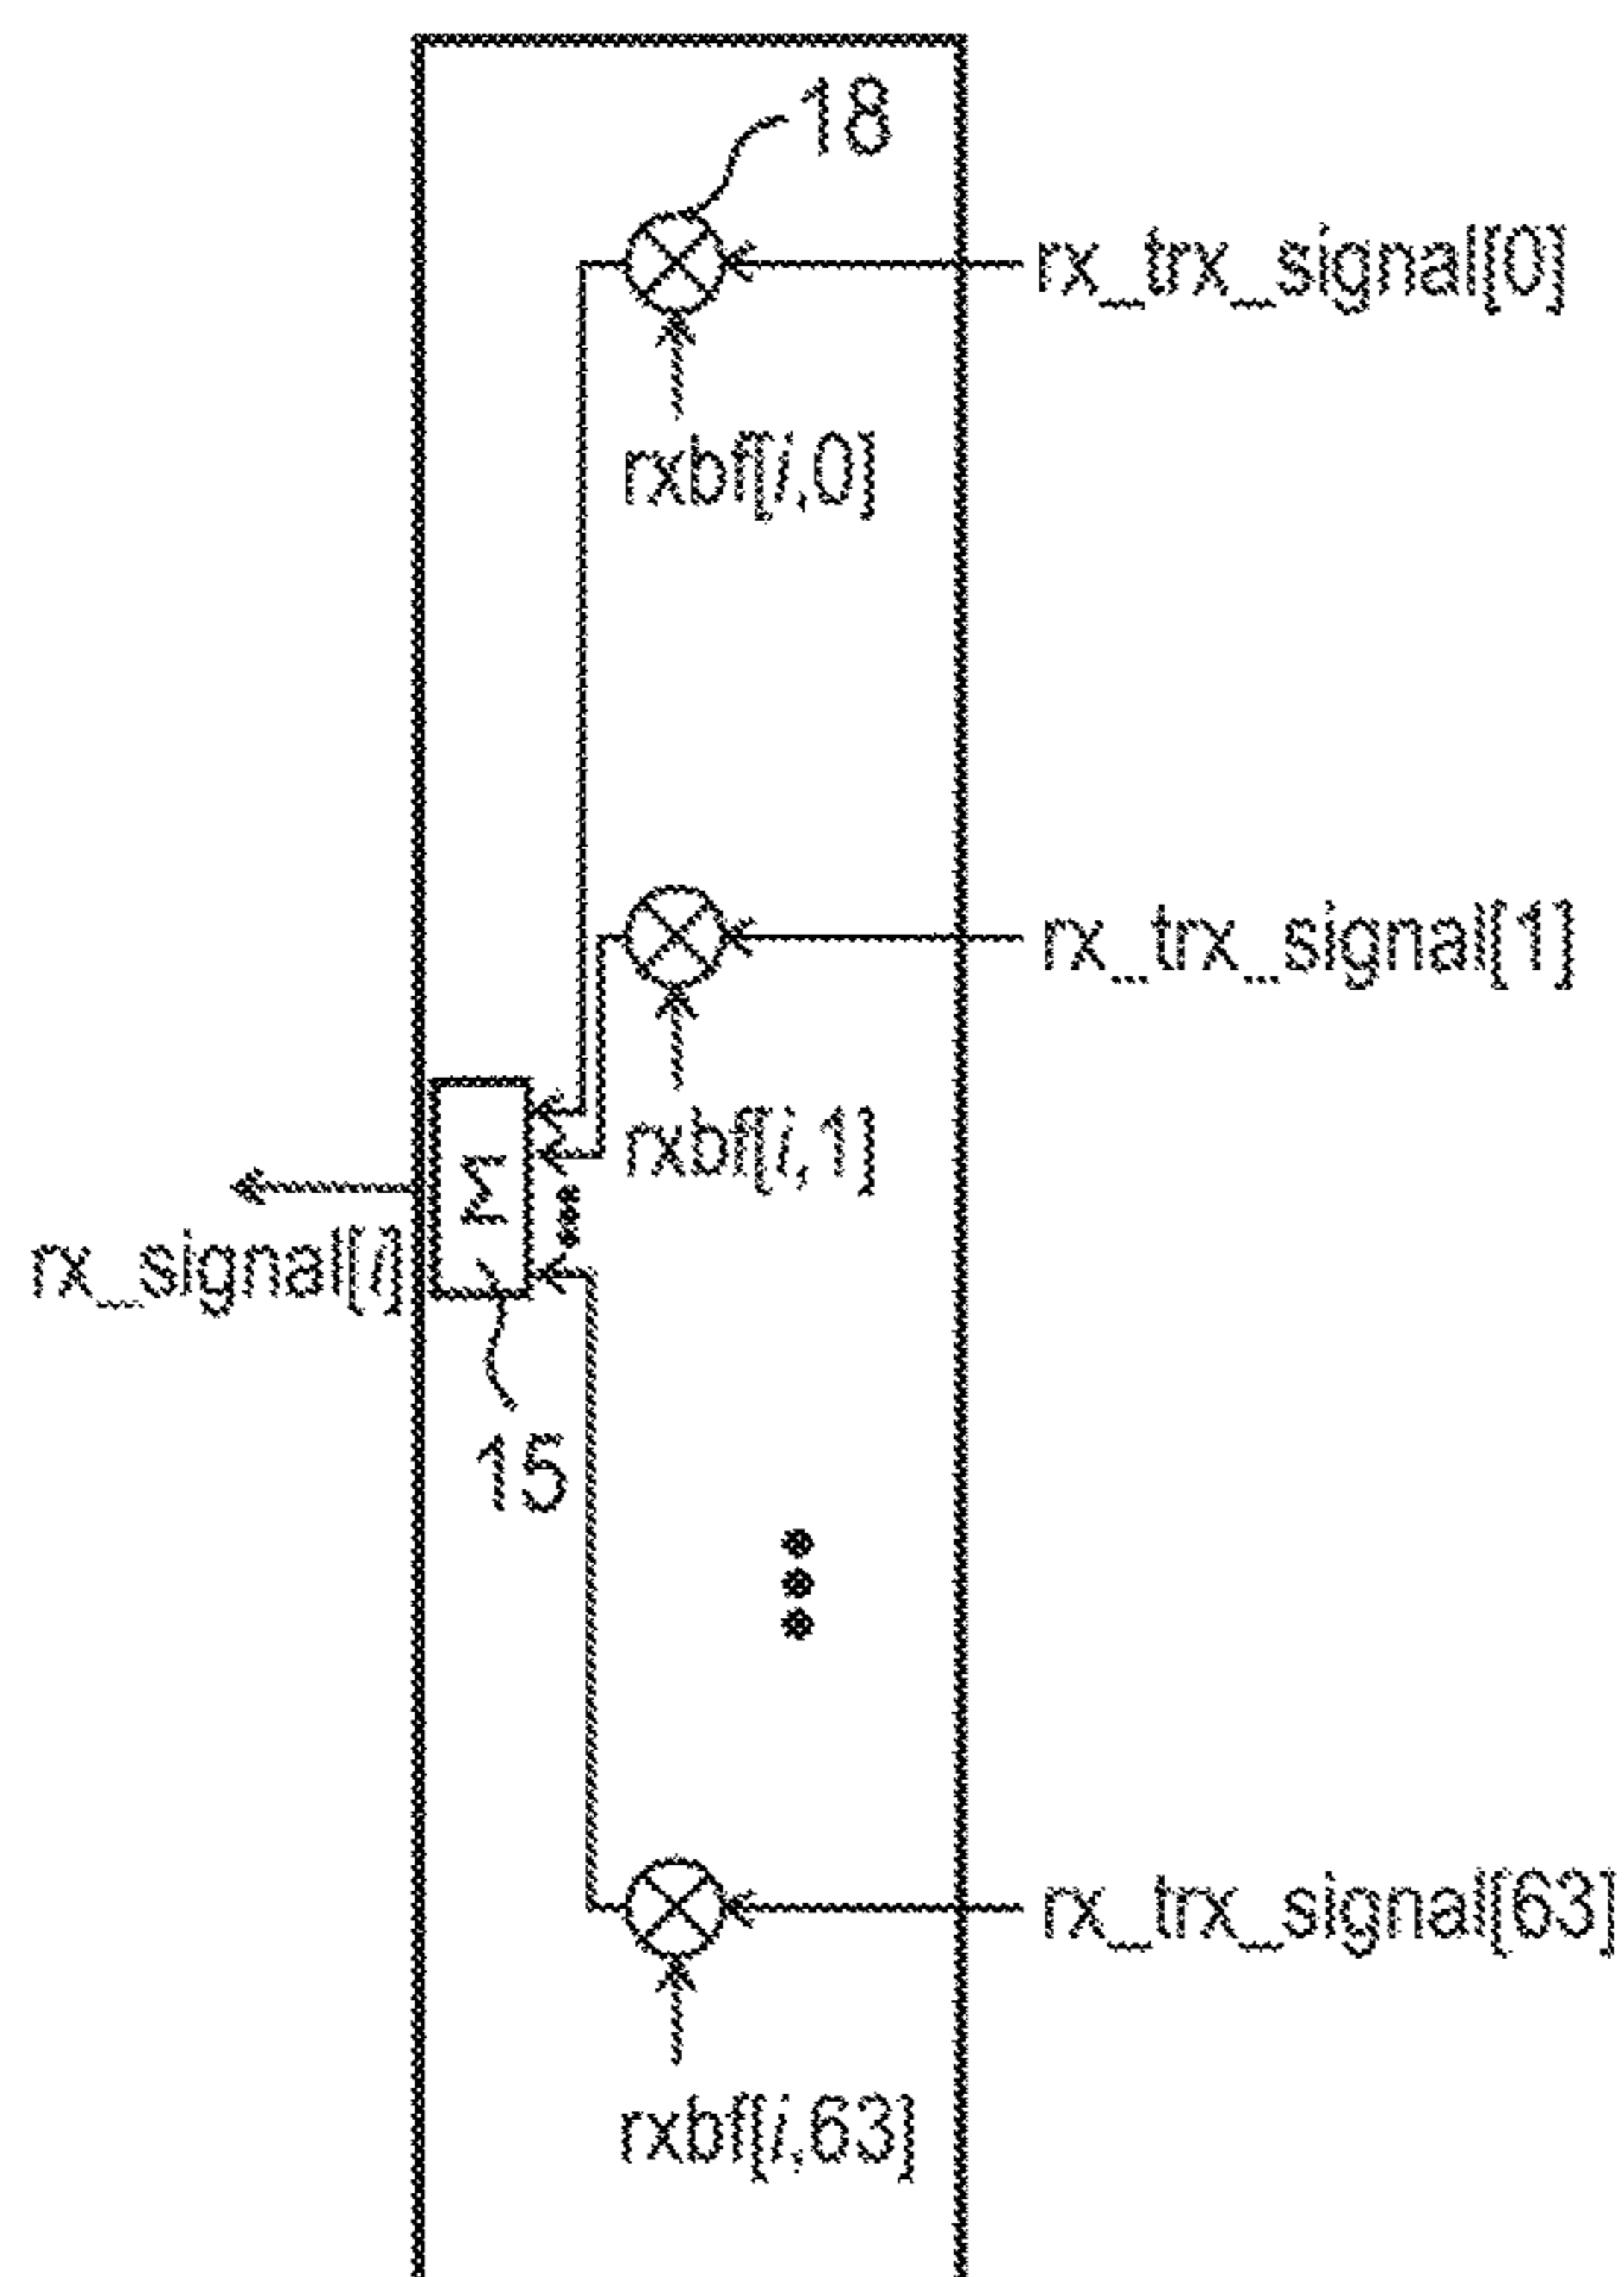 18
rx_trx_signal[0]
rxbf[i,0]
rx_trx_signal[1]
rxbf[i,1]
Σ
rx_signal[i]
15
rx_trx_signal[63]
rxbf[i,63]